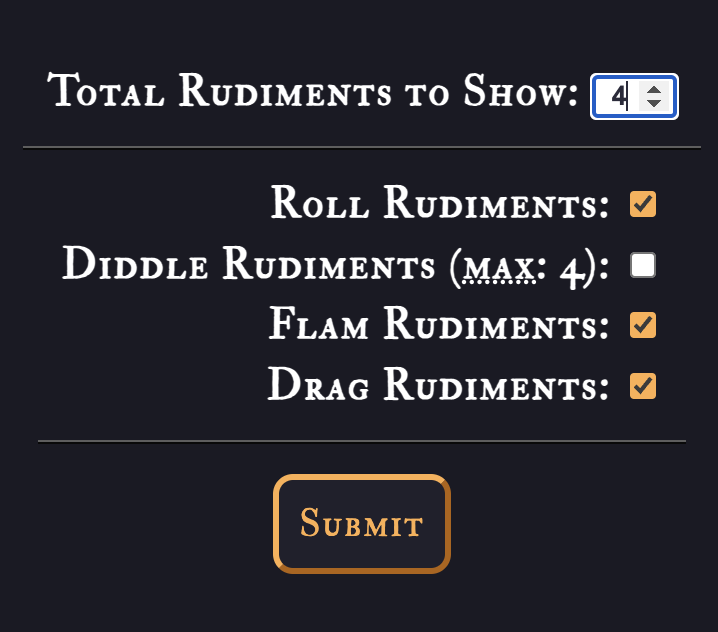 Total Rudiments to Show: 4
Roll Rudiments:
Diddle Rudiments (max: 4):
Flam Rudiments:
Drag Rudiments:
Submit